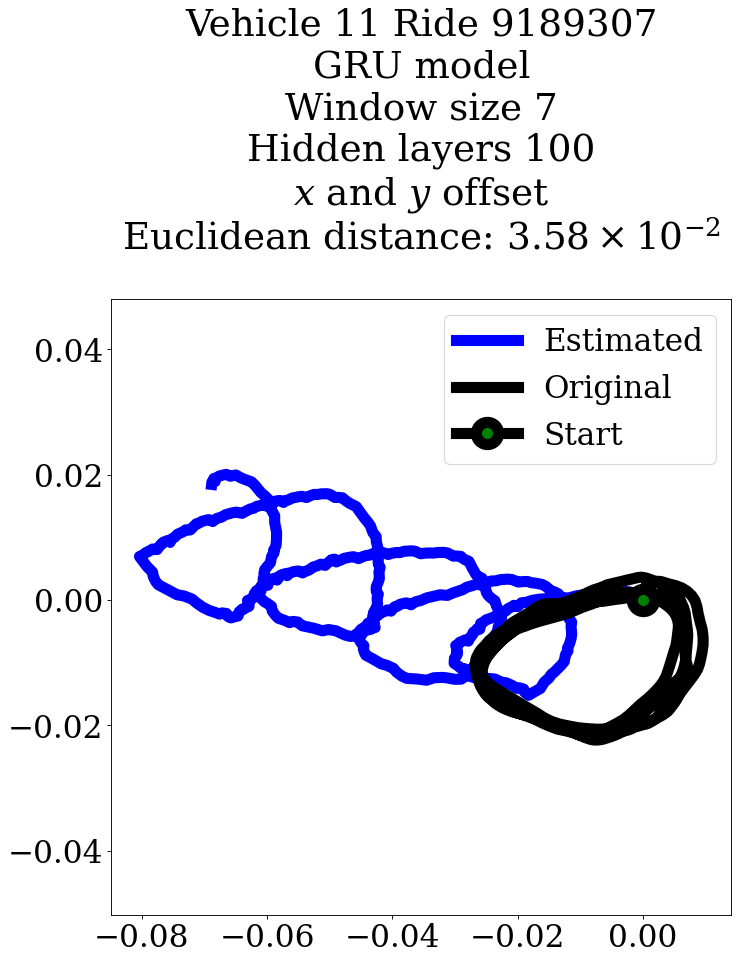 Vehicle 11 Ride 9189307
GRU model
Window size 7
Hidden layers 100
x and y offset
Euclidean distance: 3.58 × 10⁻²
Estimated
Original
Start
0.04
0.02
0.00
−0.02
−0.04
−0.08 −0.06 −0.04 −0.02 0.00